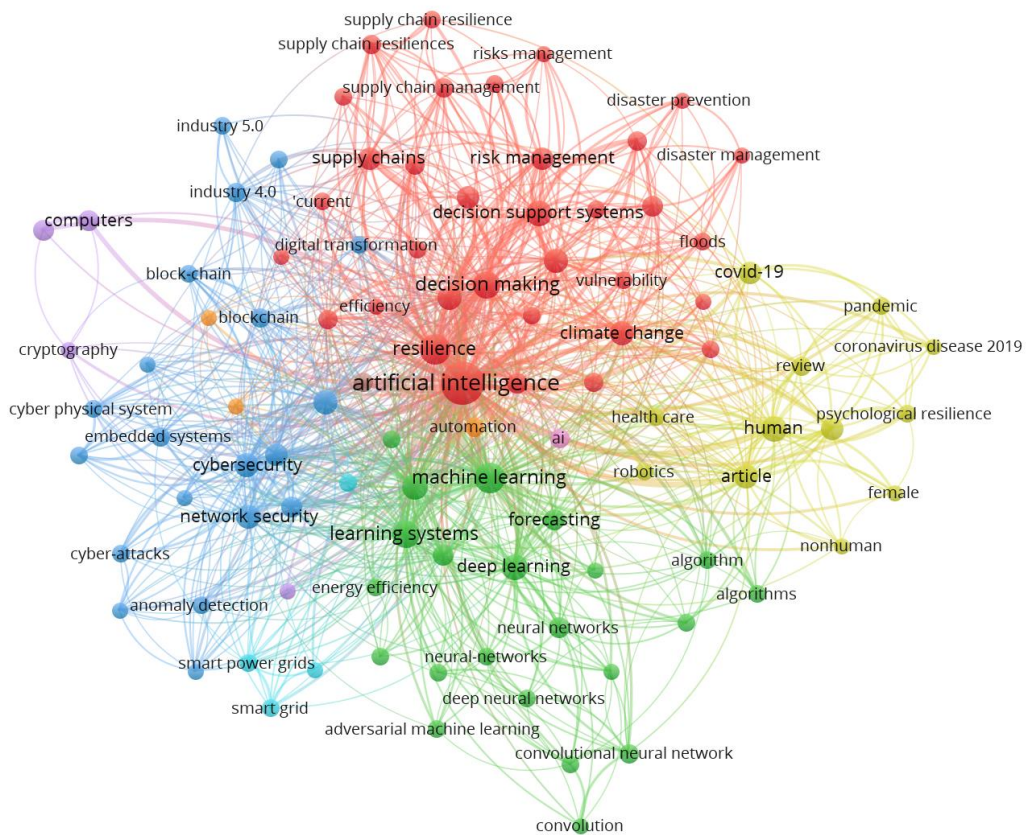 supply chain resilience
supply chain resiliences
risks management
supply chain management
disaster prevention
industry 5.0
supply chains
risk management
disaster management
industry 4.0
'current
computers
decision support systems
digital transformation
floods
block-chain
covid-19
decision making
vulnerability
efficiency
pandemic
blockchain
climate change
cryptography
resilience
coronavirus disease 2019
review
artificial intelligence
cyber physical system
health care
psychological resilience
automation
human
embedded systems
ai
cybersecurity
robotics
machine learning
article
female
network security
forecasting
learning systems
nonhuman
cyber-attacks
deep learning
algorithm
energy efficiency
algorithms
anomaly detection
neural networks
smart power grids
neural-networks
deep neural networks
smart grid
adversarial machine learning
convolutional neural network
convolution